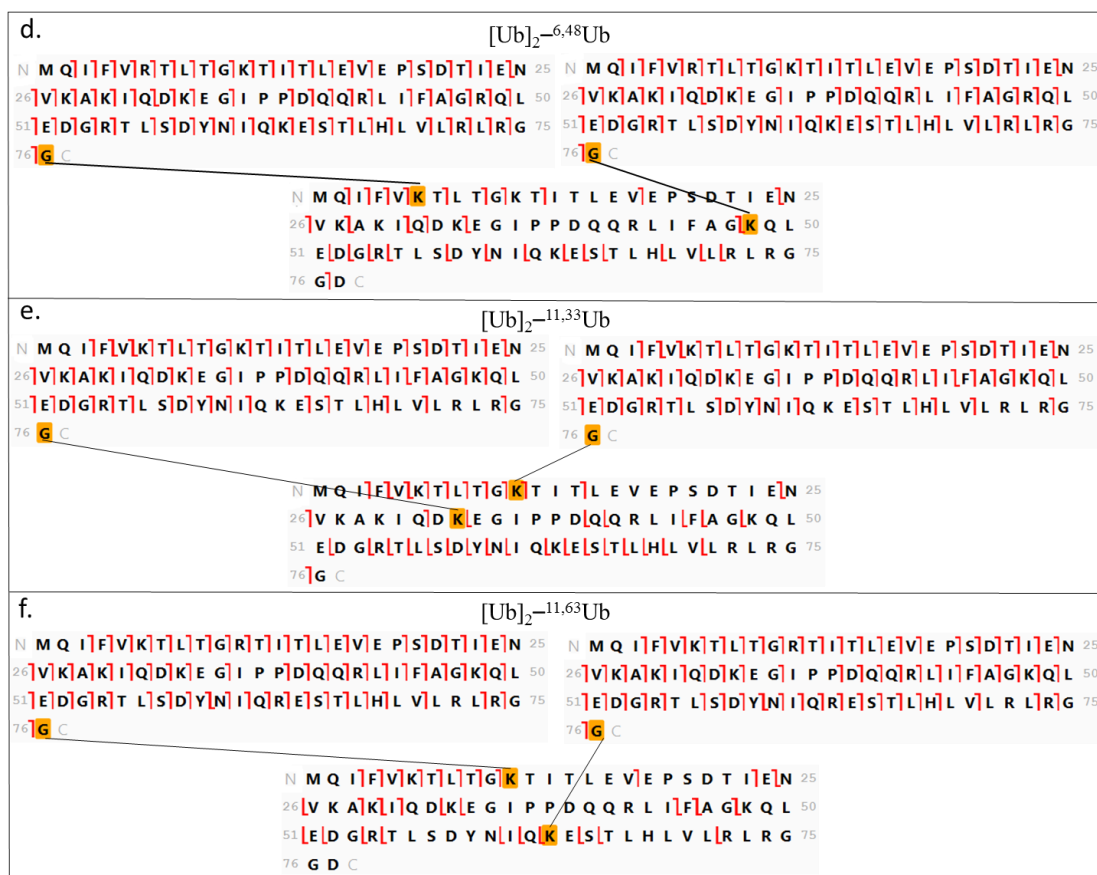 d.
[Ub]₂–⁶,⁴⁸Ub
N M Q I F V R T L T G K T I T L E V E P S D T I E N 25
26 V K A K I Q D K E G I P P D Q Q R L I F A G R Q L 50
51 E D G R T L S D Y N I Q K E S T L H L V L R L R G 75
76 G C
N M Q I F V R T L T G K T I T L E V E P S D T I E N 25
26 V K A K I Q D K E G I P P D Q Q R L I F A G R Q L 50
51 E D G R T L S D Y N I Q K E S T L H L V L R L R G 75
76 G C
N M Q I F V K T L T G K T I T L E V E P S D T I E N 25
26 V K A K I Q D K E G I P P D Q Q R L I F A G K Q L 50
51 E D G R T L S D Y N I Q K E S T L H L V L R L R G 75
76 G D C
e.
[Ub]₂–¹¹,³³Ub
N M Q I F V K T L T G K T I T L E V E P S D T I E N 25
26 V K A K I Q D K E G I P P D Q Q R L I F A G K Q L 50
51 E D G R T L S D Y N I Q K E S T L H L V L R L R G 75
76 G C
N M Q I F V K T L T G K T I T L E V E P S D T I E N 25
26 V K A K I Q D K E G I P P D Q Q R L I F A G K Q L 50
51 E D G R T L S D Y N I Q K E S T L H L V L R L R G 75
76 G C
N M Q I F V K T L T G K T I T L E V E P S D T I E N 25
26 V K A K I Q D K E G I P P D Q Q R L I F A G K Q L 50
51 E D G R T L S D Y N I Q K E S T L H L V L R L R G 75
76 G C
f.
[Ub]₂–¹¹,⁶³Ub
N M Q I F V K T L T G R T I T L E V E P S D T I E N 25
26 V K A K I Q D K E G I P P D Q Q R L I F A G K Q L 50
51 E D G R T L S D Y N I Q R E S T L H L V L R L R G 75
76 G C
N M Q I F V K T L T G R T I T L E V E P S D T I E N 25
26 V K A K I Q D K E G I P P D Q Q R L I F A G K Q L 50
51 E D G R T L S D Y N I Q R E S T L H L V L R L R G 75
76 G C
N M Q I F V K T L T G K T I T L E V E P S D T I E N 25
26 V K A K I Q D K E G I P P D Q Q R L I F A G K Q L 50
51 E D G R T L S D Y N I Q K E S T L H L V L R L R G 75
76 G D C